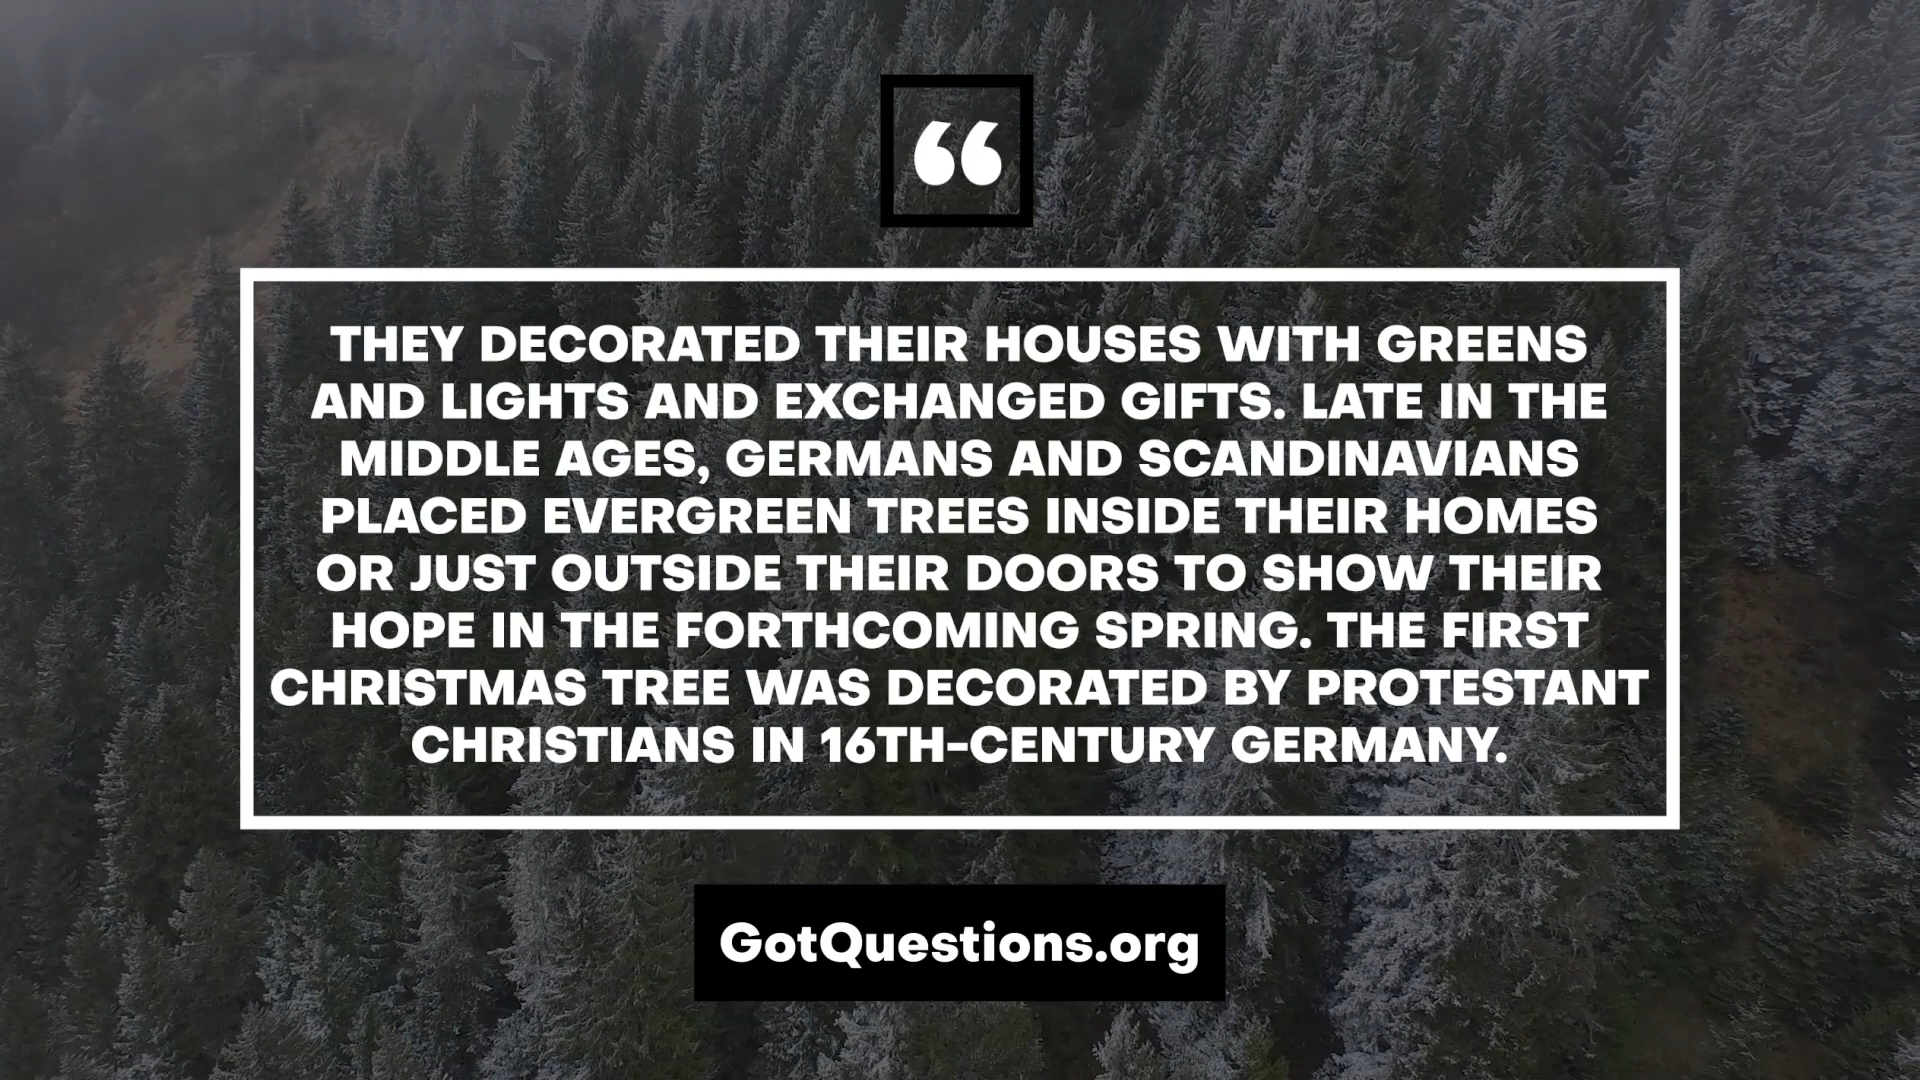 “
THEY DECORATED THEIR HOUSES WITH GREENS
AND LIGHTS AND EXCHANGED GIFTS. LATE IN THE
MIDDLE AGES, GERMANS AND SCANDINAVIANS
PLACED EVERGREEN TREES INSIDE THEIR HOMES
OR JUST OUTSIDE THEIR DOORS TO SHOW THEIR
HOPE IN THE FORTHCOMING SPRING. THE FIRST
CHRISTMAS TREE WAS DECORATED BY PROTESTANT
CHRISTIANS IN 16TH-CENTURY GERMANY.
GotQuestions.org